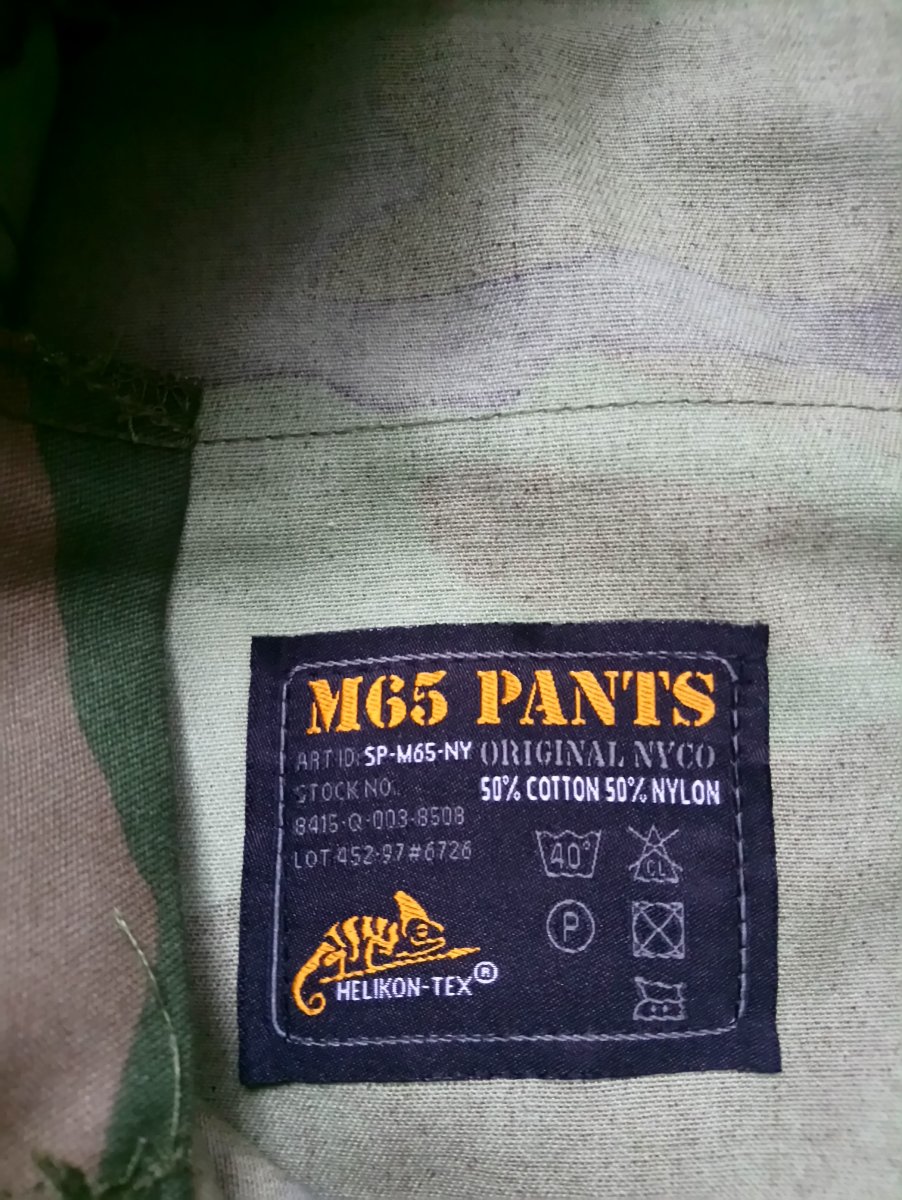 M65 PANTS
ART ID: SP-M65-NY
ORIGINAL NYCO
STOCK NO.:
50% COTTON 50% NYLON
8415-Q-003-8508
LOT 452-97#6726
40°
CL
P
HELIKON-TEX®